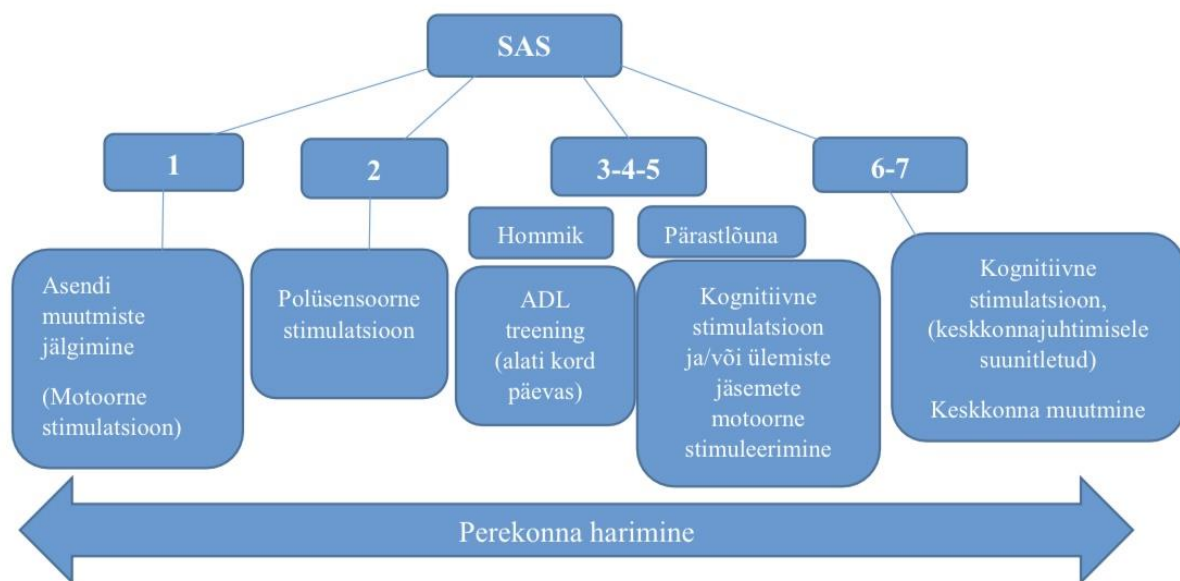 SAS
1
2
3-4-5
6-7
Hommik
Pärastlõuna
Asendi
muutmiste
jälgimine
(Motoorne
stimulatsioon)
Polüsensoorne
stimulatsioon
ADL
treening
(alati kord
päevas)
Kognitiivne
stimulatsioon
ja/või ülemiste
jäsemete
motoorne
stimuleerimine
Kognitiivne
stimulatsioon,
(keskkonnajuhtimisele
suunitletud)
Keskkonna muutmine
Perekonna harimine